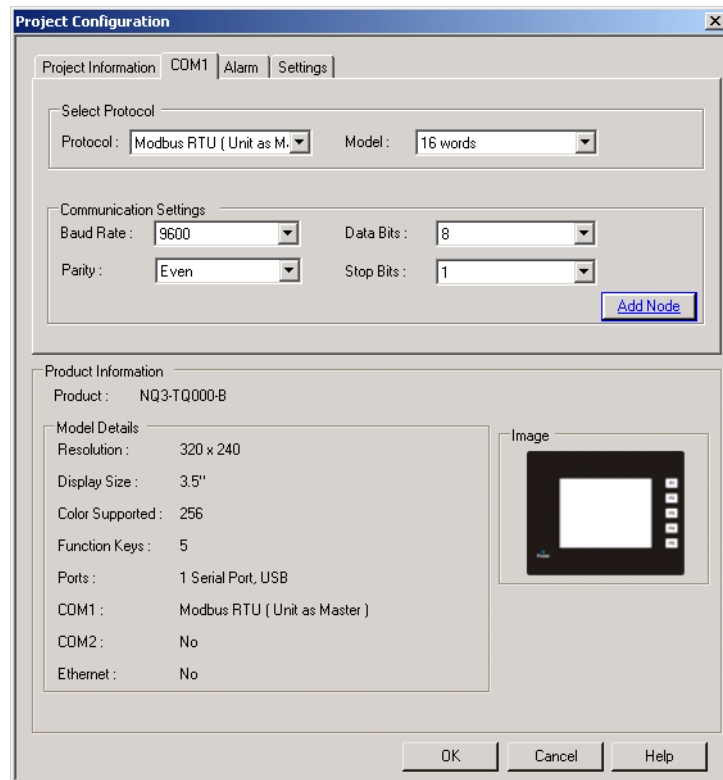 Project Configuration
Project Information COM1 Alarm Settings
Select Protocol
Protocol : Modbus RTU ( Unit as M. Model : 16 words
Communication Settings
Baud Rate : 9600 Data Bits : 8
Parity : Even Stop Bits : 1
Add Node
Product Information
Product : NQ3-TQ000-B
Model Details
Image
Resolution : 320 x 240
Display Size : 3.5"
Color Supported : 256
Function Keys : 5
Ports : 1 Serial Port, USB
COM1 : Modbus RTU ( Unit as Master )
COM2 : No
Ethernet : No
OK Cancel Help